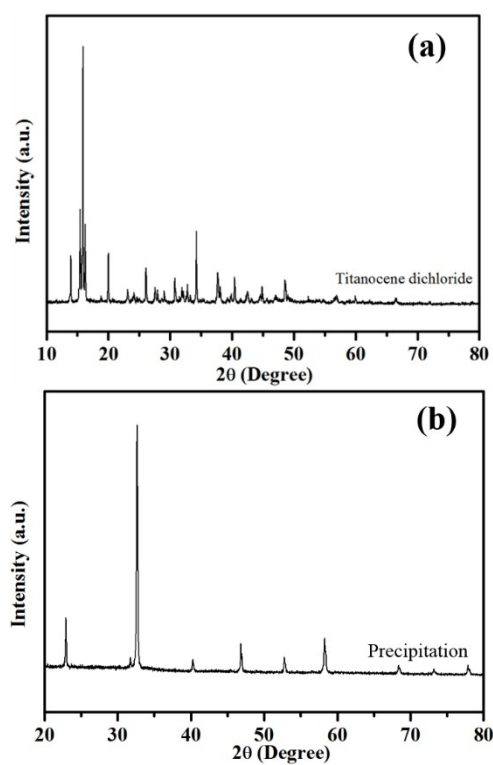 (a)
Intensity (a.u.)
Titanocene dichloride
10 20 30 40 50 60 70 80
2θ (Degree)
(b)
Intensity (a.u.)
Precipitation
20 30 40 50 60 70 80
2θ (Degree)